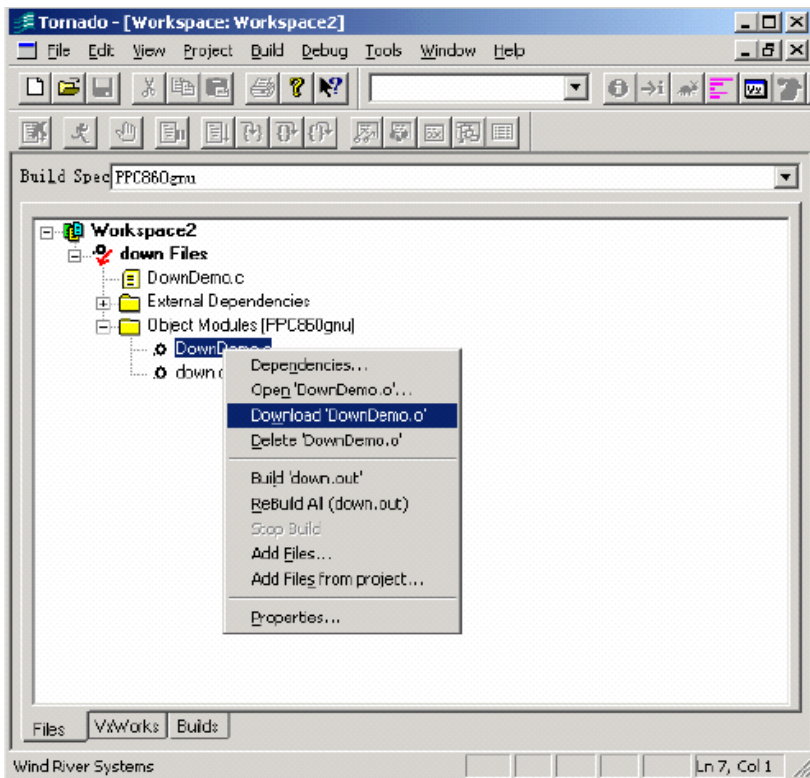 Tornado - [Workspace: Workspace2]
File Edit View Project Build Debug Tools Window Help
Build Spec PPC860gnu
Workspace2
down Files
DownDemo.c
External Dependencies
Object Modules [PPC860gnu]
DownDemo.o
down.o
Dependencies...
Open 'DownDemo.o'...
Download 'DownDemo.o'
Delete 'DownDemo.o'
Build 'down.out'
ReBuild All (down.out)
Stop Build
Add Files...
Add Files from project...
Properties...
Files VxWorks Builds
Wind River Systems Ln 7, Col 1